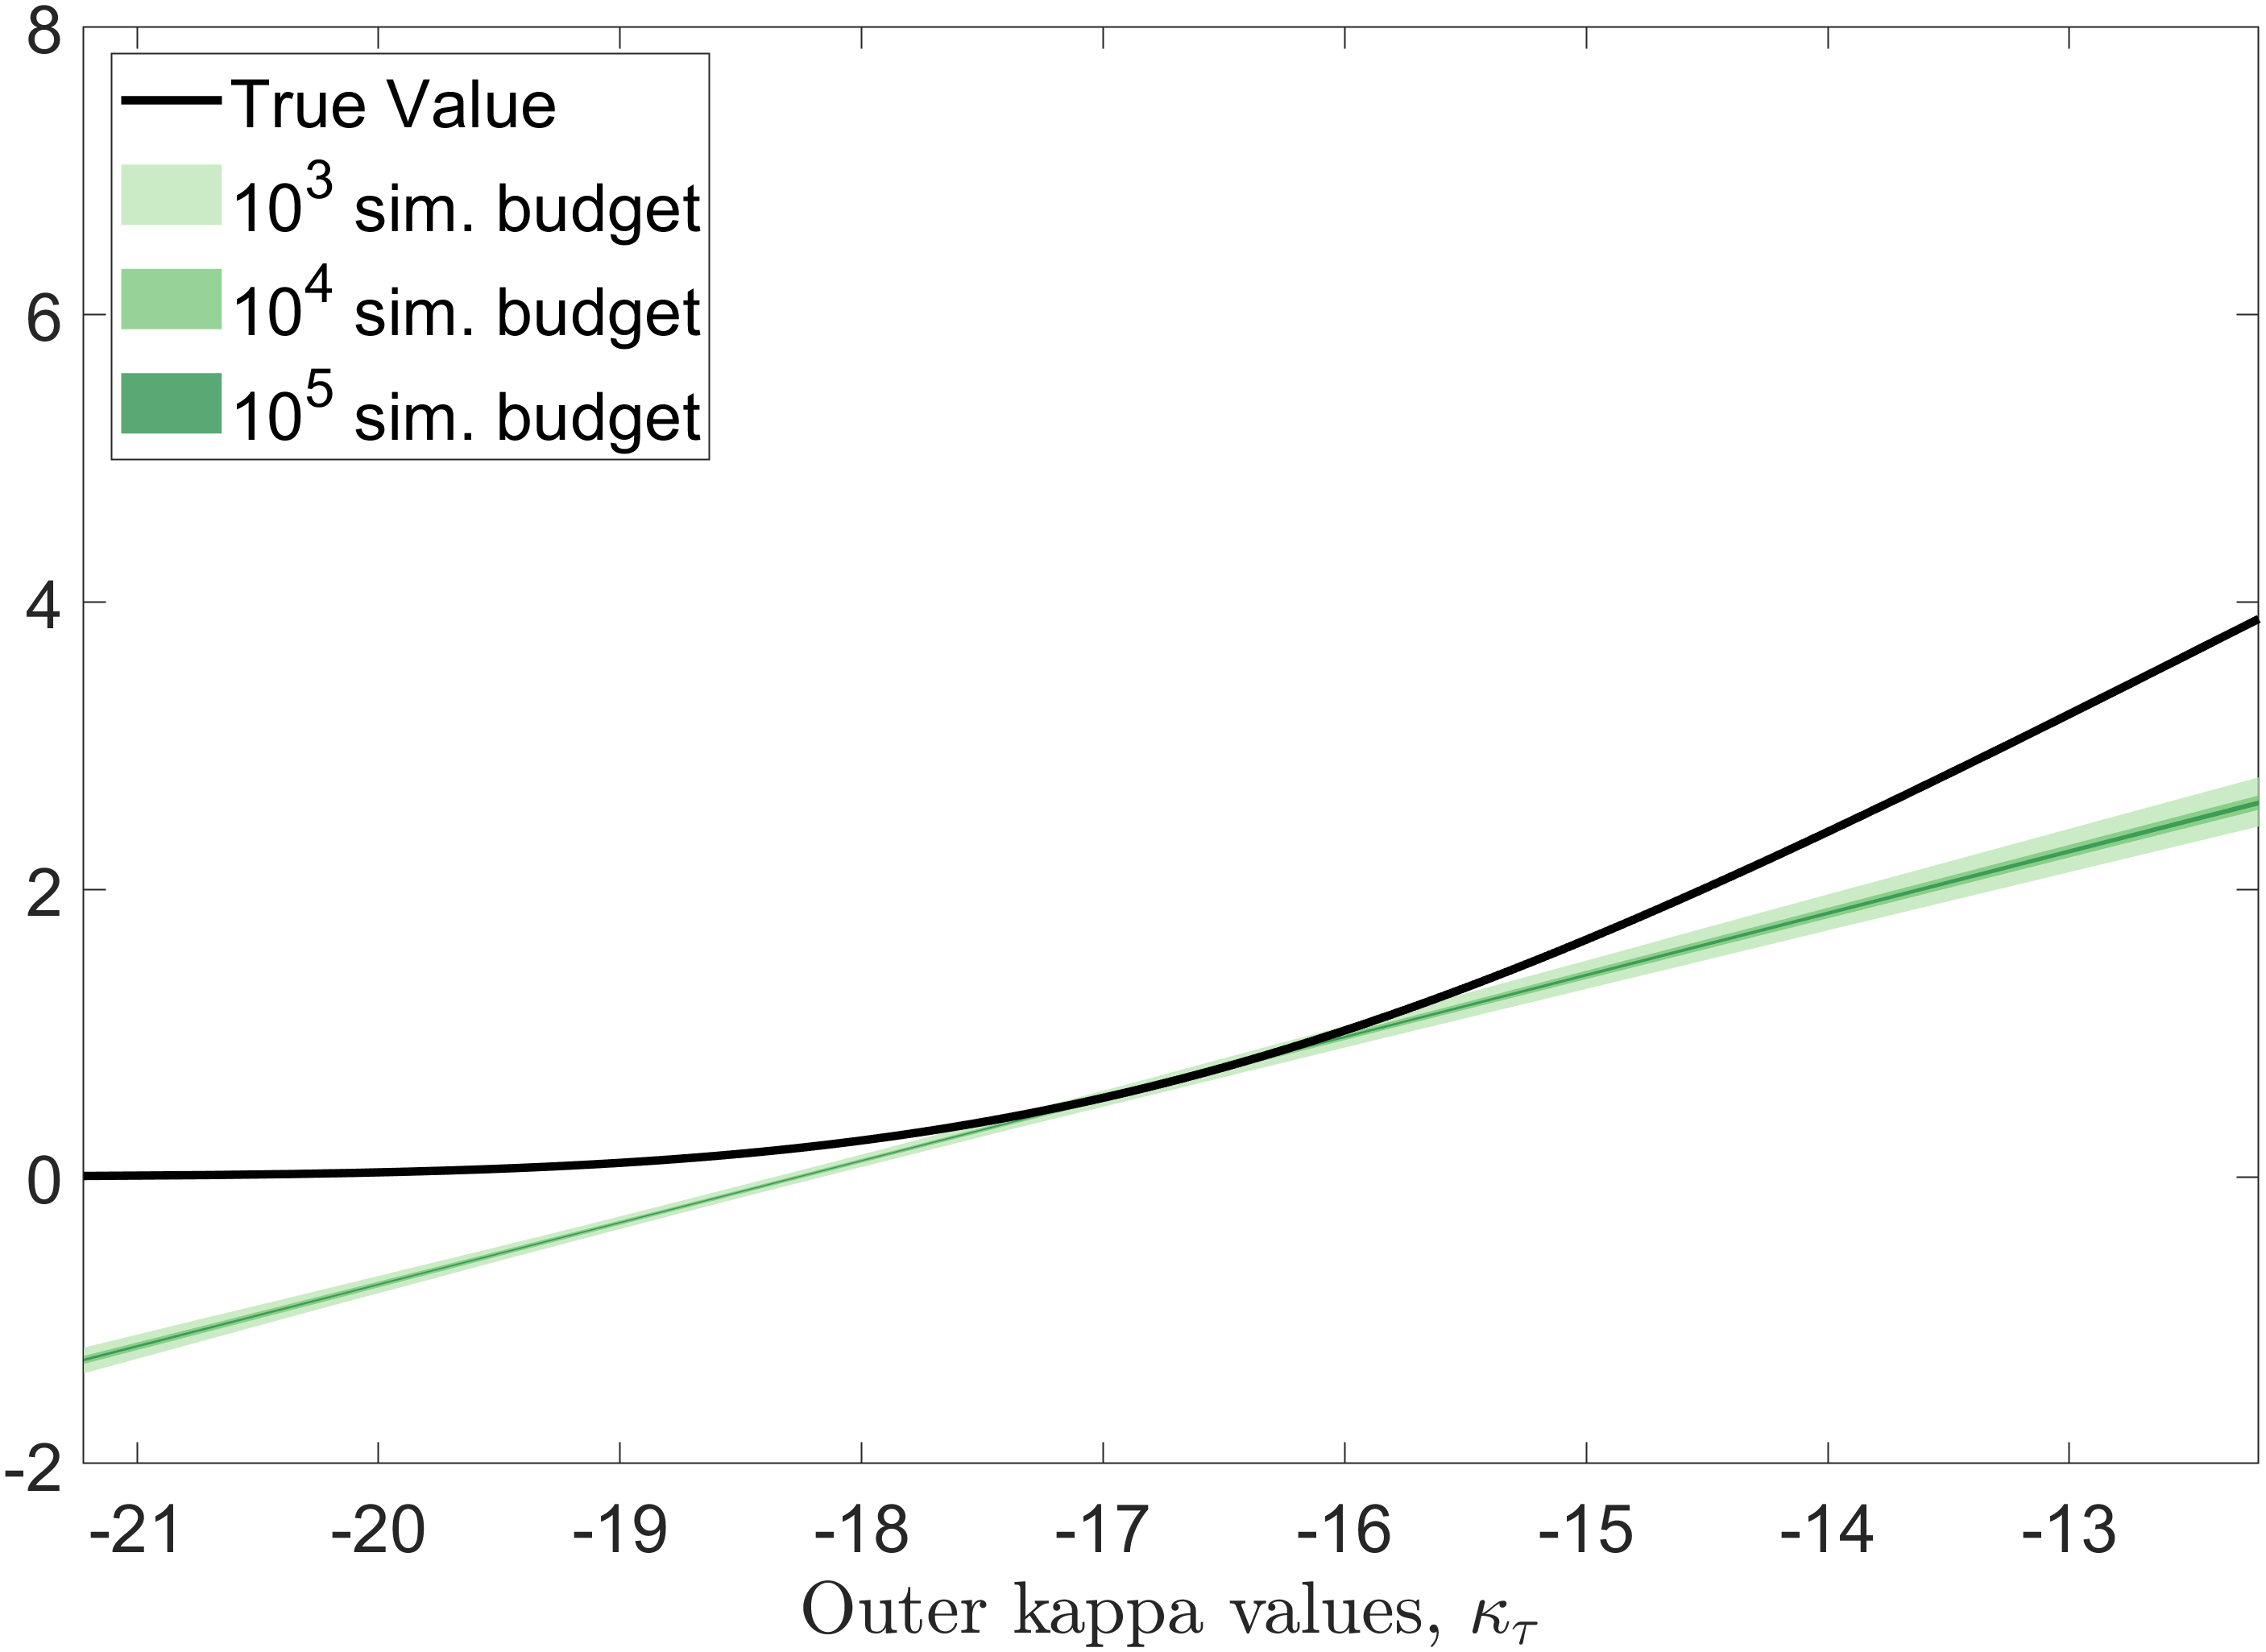 8
6
4
2
0
-2
True Value
10³ sim. budget
10⁴ sim. budget
10⁵ sim. budget
-21 -20 -19 -18 -17 -16 -15 -14 -13
Outer kappa values, κ_τ